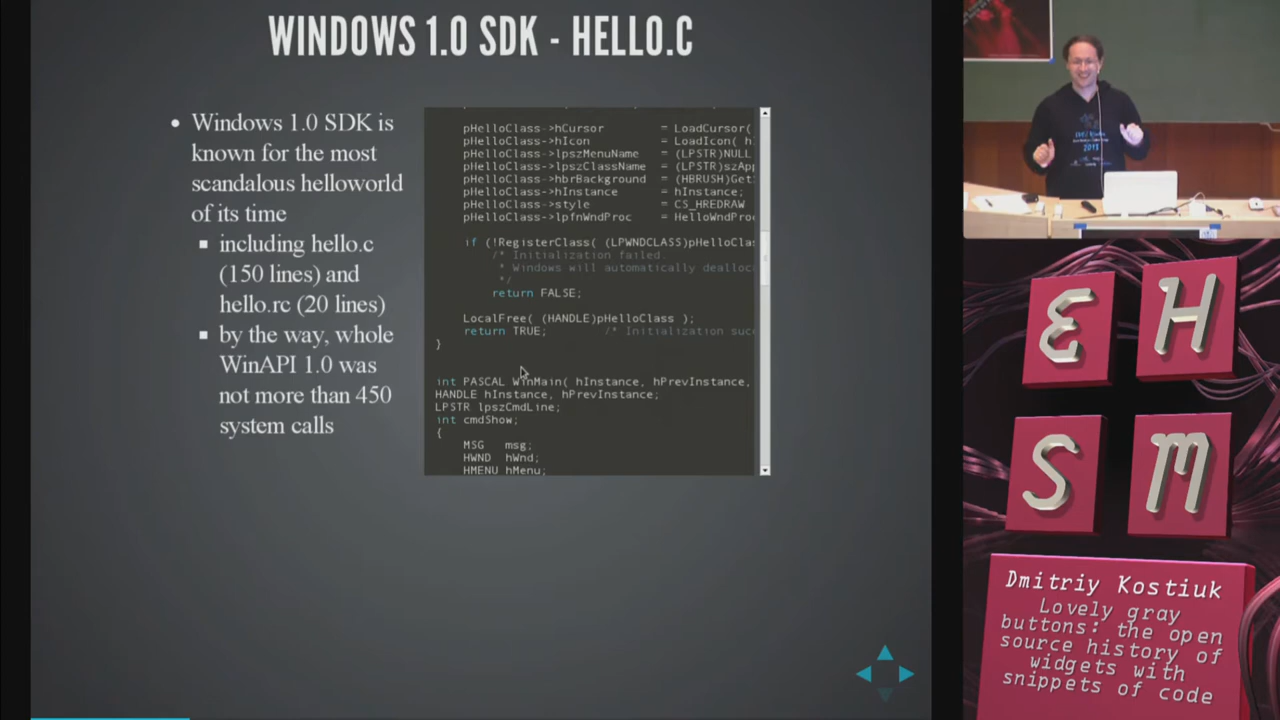 WINDOWS 1.0 SDK - HELLO.C
Windows 1.0 SDK is
known for the most
scandalous helloworld
of its time
including hello.c
(150 lines) and
hello.rc (20 lines)
by the way, whole
WinAPI 1.0 was
not more than 450
system calls
pHelloClass->hCursor = LoadCursor(
pHelloClass->hIcon = LoadIcon( h
pHelloClass->lpszMenuName = (LPSTR)NULL
pHelloClass->lpszClassName = (LPSTR)szAp
pHelloClass->hbrBackground = (HBRUSH)Get
pHelloClass->hInstance = hInstance;
pHelloClass->style = CS_HREDRAW
pHelloClass->lpfnWndProc = HelloWndPro
if (!RegisterClass( (LPWNDCLASS)pHelloCla
/* Initialization failed.
* Windows will automatically dealloc
*/
return FALSE;
LocalFree( (HANDLE)pHelloClass );
return TRUE; /* Initialization suc
}
int PASCAL WinMain( hInstance, hPrevInstance,
HANDLE hInstance, hPrevInstance;
LPSTR lpszCmdLine;
int cmdShow;
{
MSG msg;
HWND hWnd;
HMENU hMenu;
2018
E H
S M
Dmitriy Kostiuk
Lovely gray
buttons: the open
source history of
widgets with
snippets of code